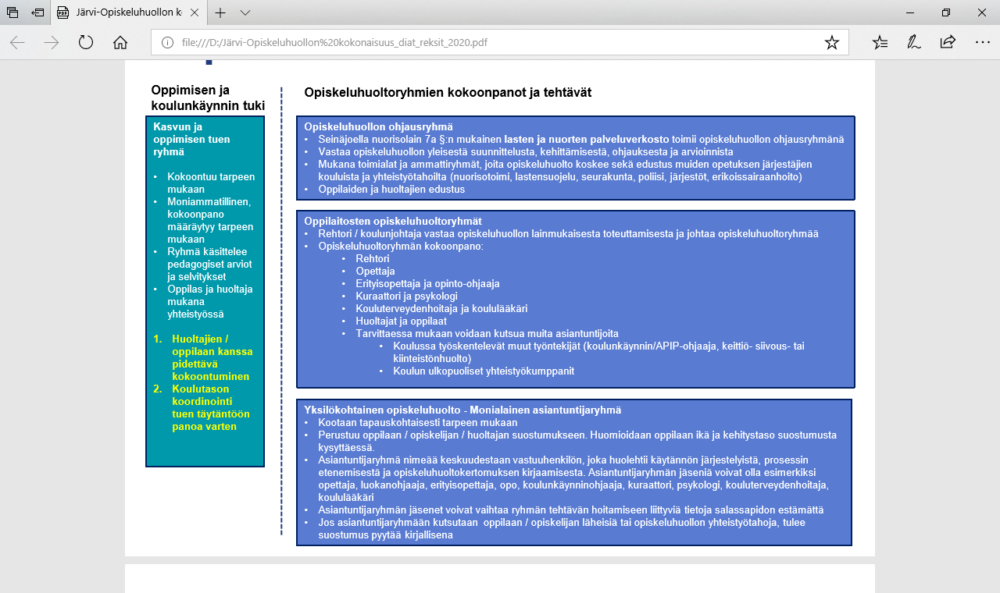 Järvi-Opiskeluhuollon k
file:///D:/Järvi-Opiskeluhuollon%20kokonaisuus_diat_reksit_2020.pdf
Oppimisen ja
koulunkäynnin tuki
Kasvun ja
oppimisen tuen
ryhmä
• Kokoontuu tarpeen
mukaan
• Moniammatillinen,
kokoonpano
määräytyy tarpeen
mukaan
• Ryhmä käsittelee
pedagogiset arviot
ja selvitykset
• Oppilas ja huoltaja
mukana
yhteistyössä
1. Huoltajien /
oppilaan kanssa
pidettävä
kokoontuminen
2. Koulutason
koordinointi
tuen täytäntöön
panoa varten
Opiskeluhuoltoryhmien kokoonpanot ja tehtävät
Opiskeluhuollon ohjausryhmä
• Seinäjoella nuorisolain 7a §:n mukainen lasten ja nuorten palveluverkosto toimii opiskeluhuollon ohjausryhmänä
• Vastaa opiskeluhuollon yleisestä suunnittelusta, kehittämisestä, ohjauksesta ja arvioinnista
• Mukana toimialat ja ammattiryhmät, joita opiskeluhuolto koskee sekä edustus muiden opetuksen järjestäjien
kouluista ja yhteistyötahoilta (nuorisotoimi, lastensuojelu, seurakunta, poliisi, järjestöt, erikoissairaanhoito)
• Oppilaiden ja huoltajien edustus
Oppilaitosten opiskeluhuoltoryhmät
• Rehtori / koulunjohtaja vastaa opiskeluhuollon lainmukaisesta toteuttamisesta ja johtaa opiskeluhuoltoryhmää
• Opiskeluhuoltoryhmän kokoonpano:
• Rehtori
• Opettaja
• Erityisopettaja ja opinto-ohjaaja
• Kuraattori ja psykologi
• Kouluterveydenhoitaja ja koululääkäri
• Huoltajat ja oppilaat
• Tarvittaessa mukaan voidaan kutsua muita asiantuntijoita
• Koulussa työskentelevät muut työntekijät (koulunkäynnin/APIP-ohjaaja, keittiö- siivous- tai
kiinteistönhuolto)
• Koulun ulkopuoliset yhteistyökumppanit
Yksilökohtainen opiskeluhuolto - Monialainen asiantuntijaryhmä
• Kootaan tapauskohtaisesti tarpeen mukaan
• Perustuu oppilaan / opiskelijan / huoltajan suostumukseen. Huomioidaan oppilaan ikä ja kehitystaso suostumusta
kysyttäessä.
• Asiantuntijaryhmä nimeää keskuudestaan vastuuhenkilön, joka huolehtii käytännön järjestelyistä, prosessin
etenemisestä ja opiskeluhuoltokertomuksen kirjaamisesta. Asiantuntijaryhmän jäseniä voivat olla esimerkiksi
opettaja, luokanohjaaja, erityisopettaja, opo, koulunkäynninohjaaja, kuraattori, psykologi, kouluterveydenhoitaja,
koululääkäri
• Asiantuntijaryhmän jäsenet voivat vaihtaa ryhmän tehtävän hoitamiseen liittyviä tietoja salassapidon estämättä
• Jos asiantuntijaryhmään kutsutaan oppilaan / opiskelijan läheisiä tai opiskeluhuollon yhteistyötahoja, tulee
suostumus pyytää kirjallisena